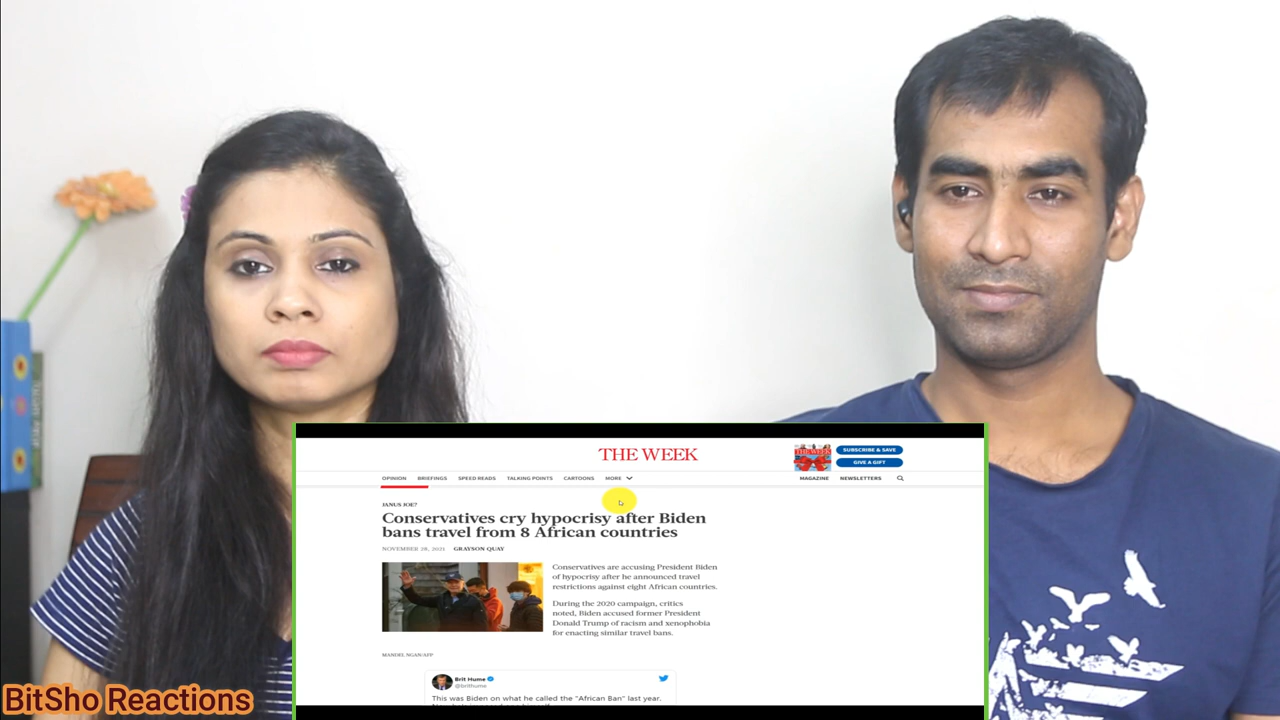 THE WEEK
SUBSCRIBE & SAVE
GIVE A GIFT
OPINION BRIEFINGS SPEED READS TALKING POINTS CARTOONS MORE MAGAZINE NEWSLETTERS
JANUS JOE?
Conservatives cry hypocrisy after Biden
bans travel from 8 African countries
NOVEMBER 28, 2021 GRAYSON QUAY
Conservatives are accusing President Biden
of hypocrisy after he announced travel
restrictions against eight African countries.
During the 2020 campaign, critics
noted, Biden accused former President
Donald Trump of racism and xenophobia
for enacting similar travel bans.
MANDEL NGAN/AFP
Brit Hume
@brithume
This was Biden on what he called the "African Ban" last year.
BitSho Reactions